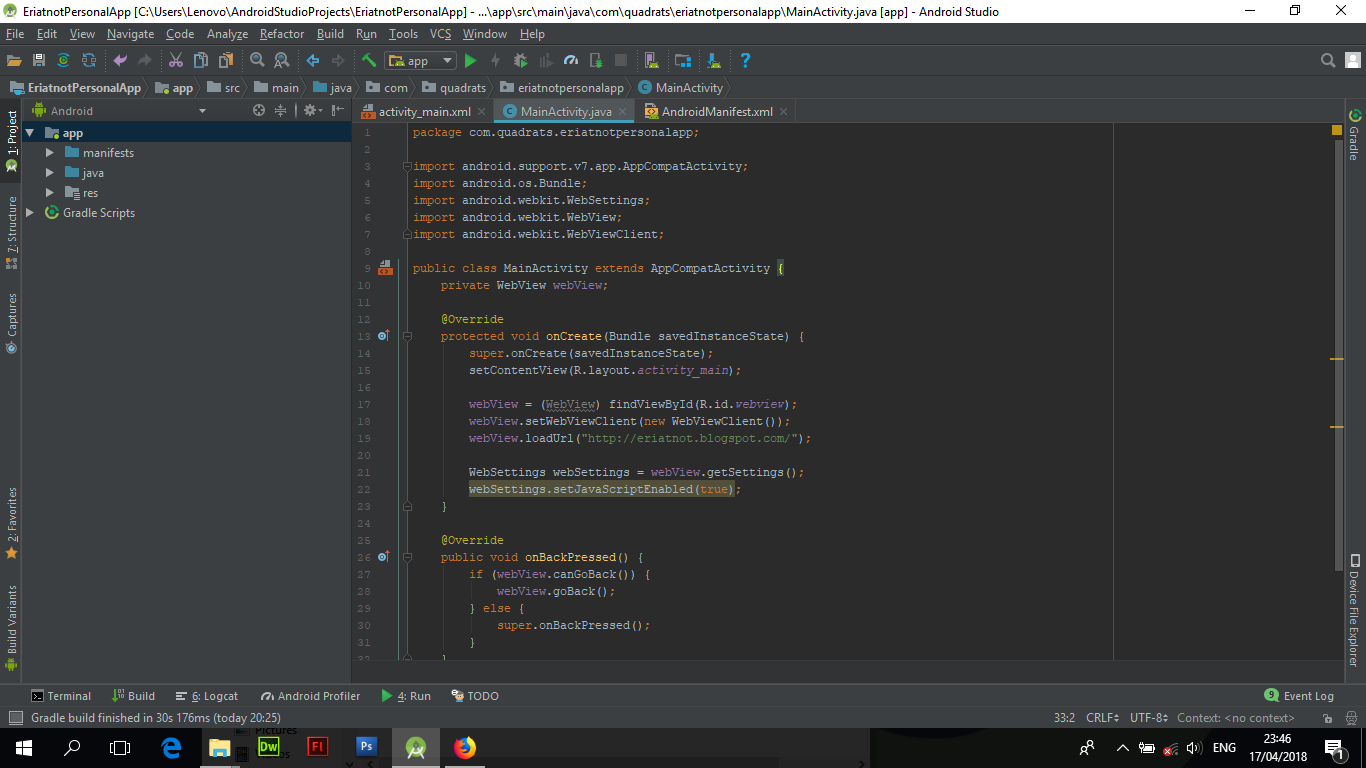 EriatnotPersonalApp [C:\Users\Lenovo\AndroidStudioProjects\EriatnotPersonalApp] - ...\app\src\main\java\com\quadrats\eriatnotpersonalapp\MainActivity.java [app] - Android Studio
File Edit View Navigate Code Analyze Refactor Build Run Tools VCS Window Help
app
EriatnotPersonalApp app src main java com quadrats eriatnotpersonalapp MainActivity
Android
activity_main.xml MainActivity.java AndroidManifest.xml
1: Project
7: Structure
Captures
2: Favorites
Build Variants
app
manifests
java
res
Gradle Scripts
1 package com.quadrats.eriatnotpersonalapp;
2
3 import android.support.v7.app.AppCompatActivity;
4 import android.os.Bundle;
5 import android.webkit.WebSettings;
6 import android.webkit.WebView;
7 import android.webkit.WebViewClient;
8
9 public class MainActivity extends AppCompatActivity {
10 private WebView webView;
11
12 @Override
13 protected void onCreate(Bundle savedInstanceState) {
14 super.onCreate(savedInstanceState);
15 setContentView(R.layout.activity_main);
16
17 webView = (WebView) findViewById(R.id.webview);
18 webView.setWebViewClient(new WebViewClient());
19 webView.loadUrl("http://eriatnot.blogspot.com/");
20
21 WebSettings webSettings = webView.getSettings();
22 webSettings.setJavaScriptEnabled(true);
23 }
24
25 @Override
26 public void onBackPressed() {
27 if (webView.canGoBack()) {
28 webView.goBack();
29 } else {
30 super.onBackPressed();
31 }
32 }
Gradle
Device File Explorer
Terminal Build 6: Logcat Android Profiler 4: Run TODO 9 Event Log
Gradle build finished in 30s 176ms (today 20:25) 33:2 CRLF UTF-8 Context: <no context>
Pictures
Dw Fl Ps
ENG
23:46
17/04/2018
1